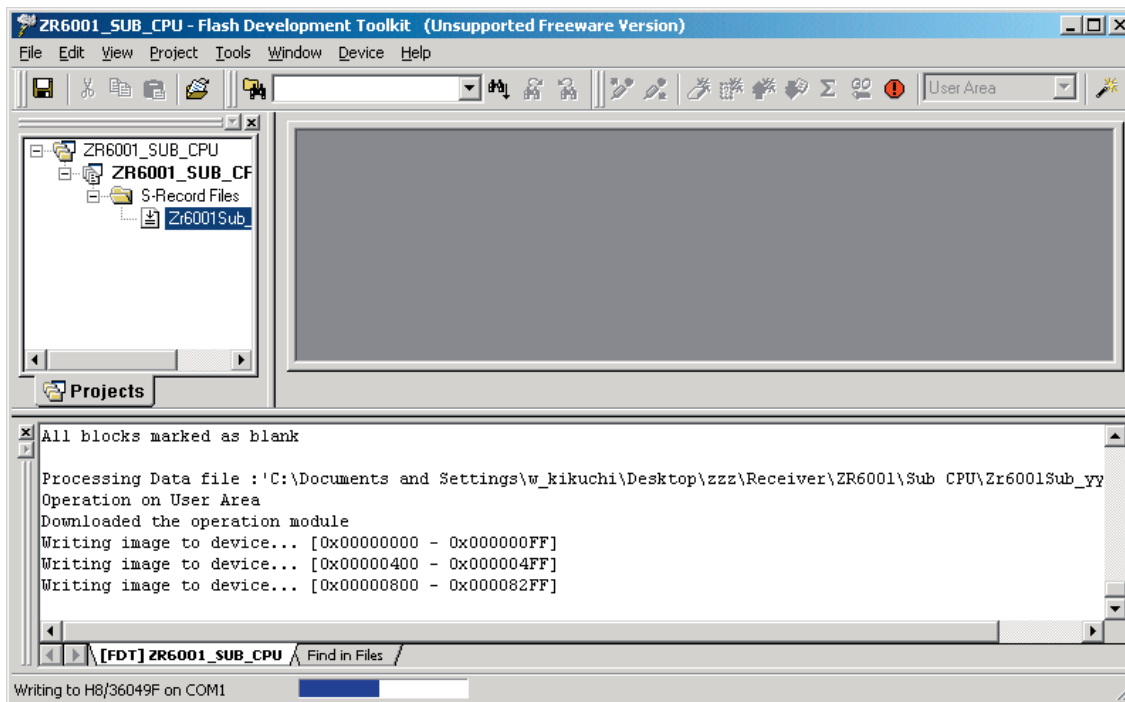 ZR6001_SUB_CPU - Flash Development Toolkit (Unsupported Freeware Version)
File Edit View Project Tools Window Device Help
User Area
ZR6001_SUB_CPU
ZR6001_SUB_CF
S-Record Files
Zr6001Sub_
Projects
All blocks marked as blank
Processing Data file :'C:\Documents and Settings\w_kikuchi\Desktop\zzz\Receiver\ZR6001\Sub CPU\Zr6001Sub_yy
Operation on User Area
Downloaded the operation module
Writing image to device... [0x00000000 - 0x000000FF]
Writing image to device... [0x00000400 - 0x000004FF]
Writing image to device... [0x00000800 - 0x000082FF]
[FDT] ZR6001_SUB_CPU Find in Files
Writing to H8/36049F on COM1